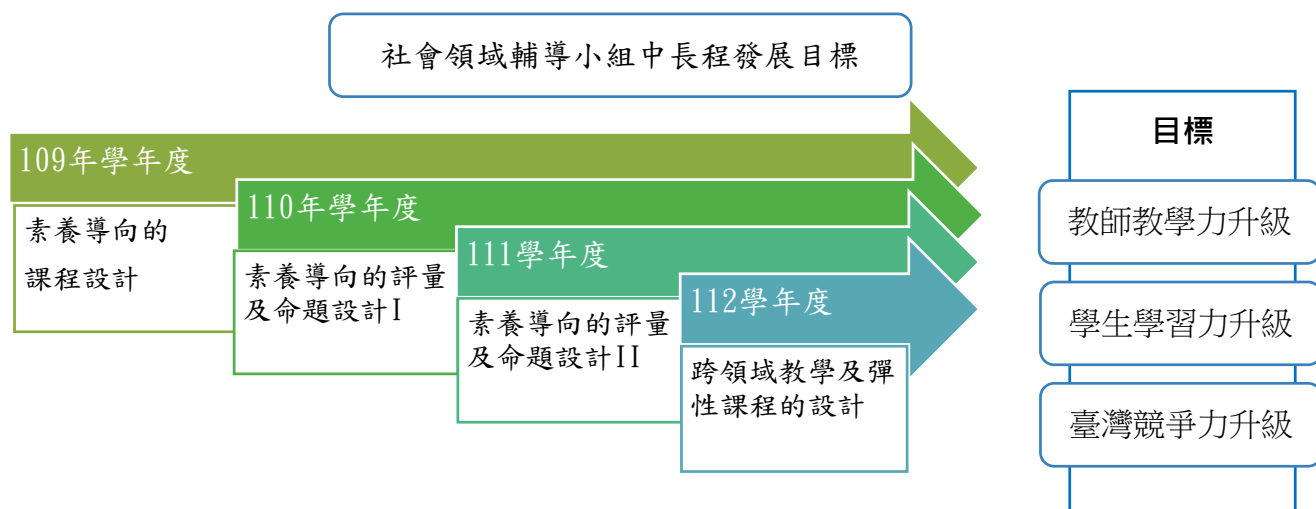 社會領域輔導小組中長程發展目標
109年學年度
素養導向的
課程設計
110年學年度
素養導向的評量
及命題設計I
111學年度
素養導向的評量
及命題設計II
112學年度
跨領域教學及彈
性課程的設計
目標
教師教學力升級
學生學習力升級
臺灣競爭力升級